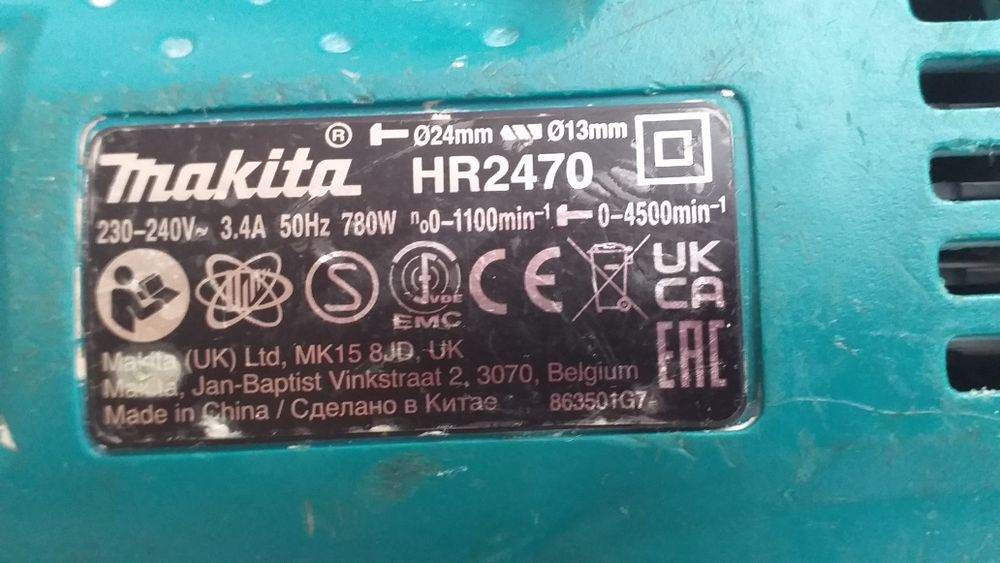 makita® Ø24mm Ø13mm
HR2470
230-240V~ 3.4A 50Hz 780W n₀0-1100min⁻¹ 0-4500min⁻¹
S VDE CE UK
EMC CA
EAC
Makita (UK) Ltd, MK15 8JD, UK
Makita, Jan-Baptist Vinkstraat 2, 3070, Belgium
Made in China / Сделано в Китае 863501G7-